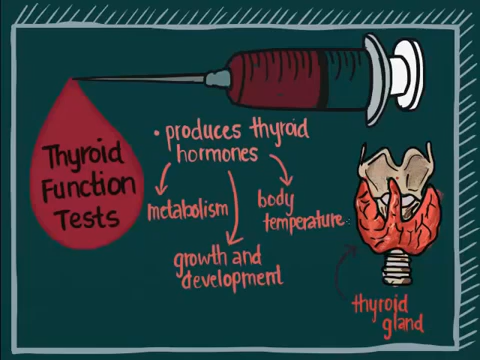 Thyroid
Function
Tests
• produces thyroid
hormones
metabolism
growth and
development
body
temperature
thyroid
gland